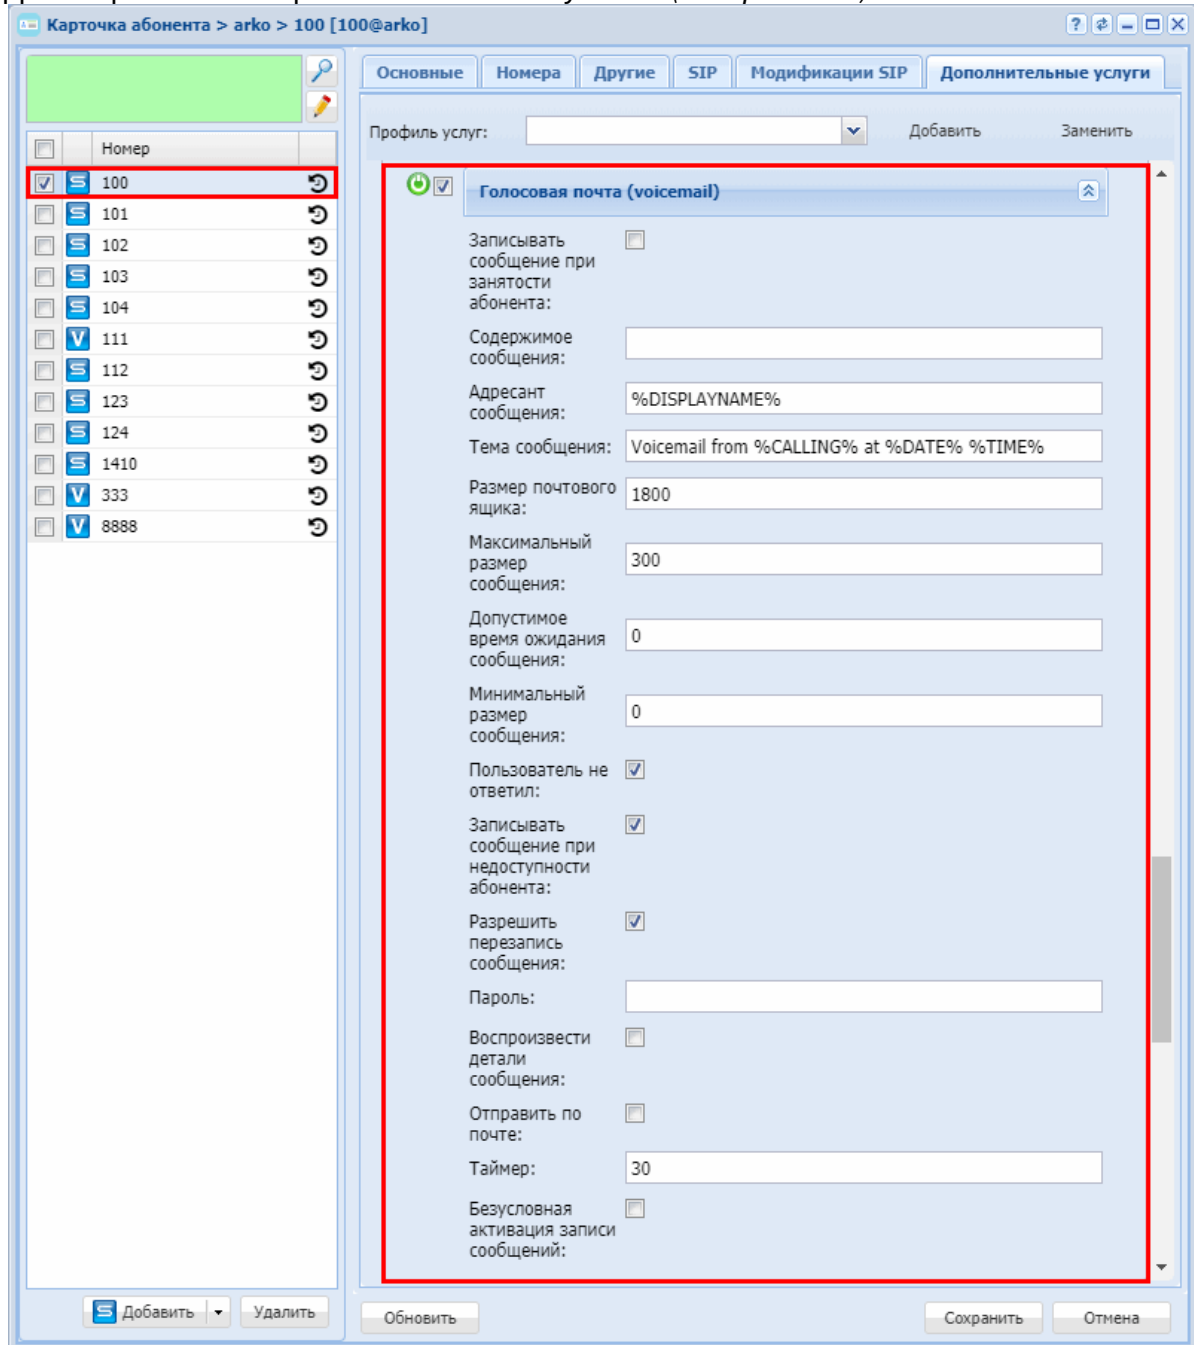 Карточка абонента > arko > 100 [100@arko]
Основные Номера Другие SIP Модификации SIP Дополнительные услуги
Профиль услуг: Добавить Заменить
Номер
100
101
102
103
104
111
112
123
124
1410
333
8888
Голосовая почта (voicemail)
Записывать
сообщение при
занятости
абонента:
Содержимое
сообщения:
Адресант
сообщения:
%DISPLAYNAME%
Тема сообщения: Voicemail from %CALLING% at %DATE% %TIME%
Размер почтового
ящика:
1800
Максимальный
размер
сообщения:
300
Допустимое
время ожидания
сообщения:
0
Минимальный
размер
сообщения:
0
Пользователь не
ответил:
Записывать
сообщение при
недоступности
абонента:
Разрешить
перезапись
сообщения:
Пароль:
Воспроизвести
детали
сообщения:
Отправить по
почте:
Таймер: 30
Безусловная
активация записи
сообщений:
Добавить Удалить
Обновить Сохранить Отмена